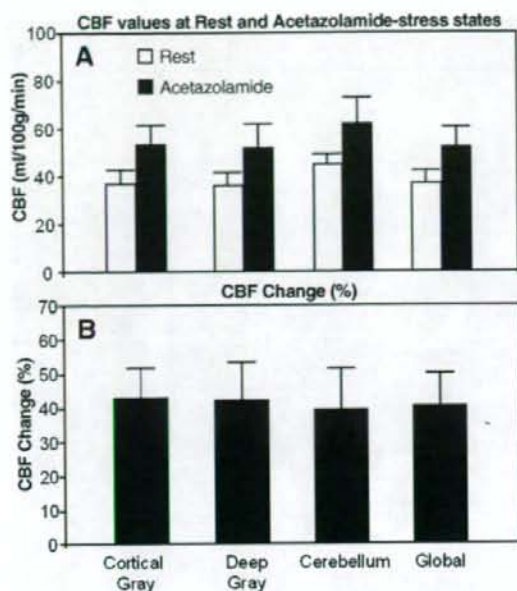 CBF values at Rest and Acetazolamide-stress states
A
Rest
Acetazolamide
CBF (ml/100g/min)
100
80
60
40
20
0
CBF Change (%)
B
CBF Change (%)
70
60
50
40
30
20
10
0
Cortical Gray
Deep Gray
Cerebellum
Global